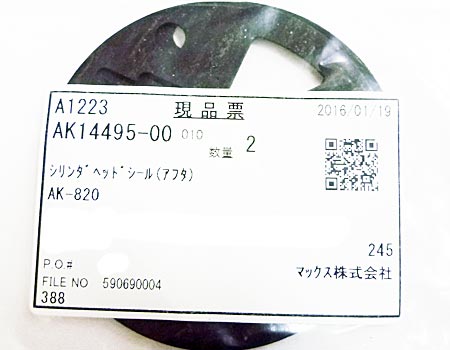 A1223 現品票 2016/01/19
AK14495-00 010
数量 2
ｼﾘﾝﾀﾞﾍｯﾄﾞｼｰﾙ(ｱﾌﾀ)
AK-820
245
P.O.# マックス株式会社
FILE NO 590690004
388